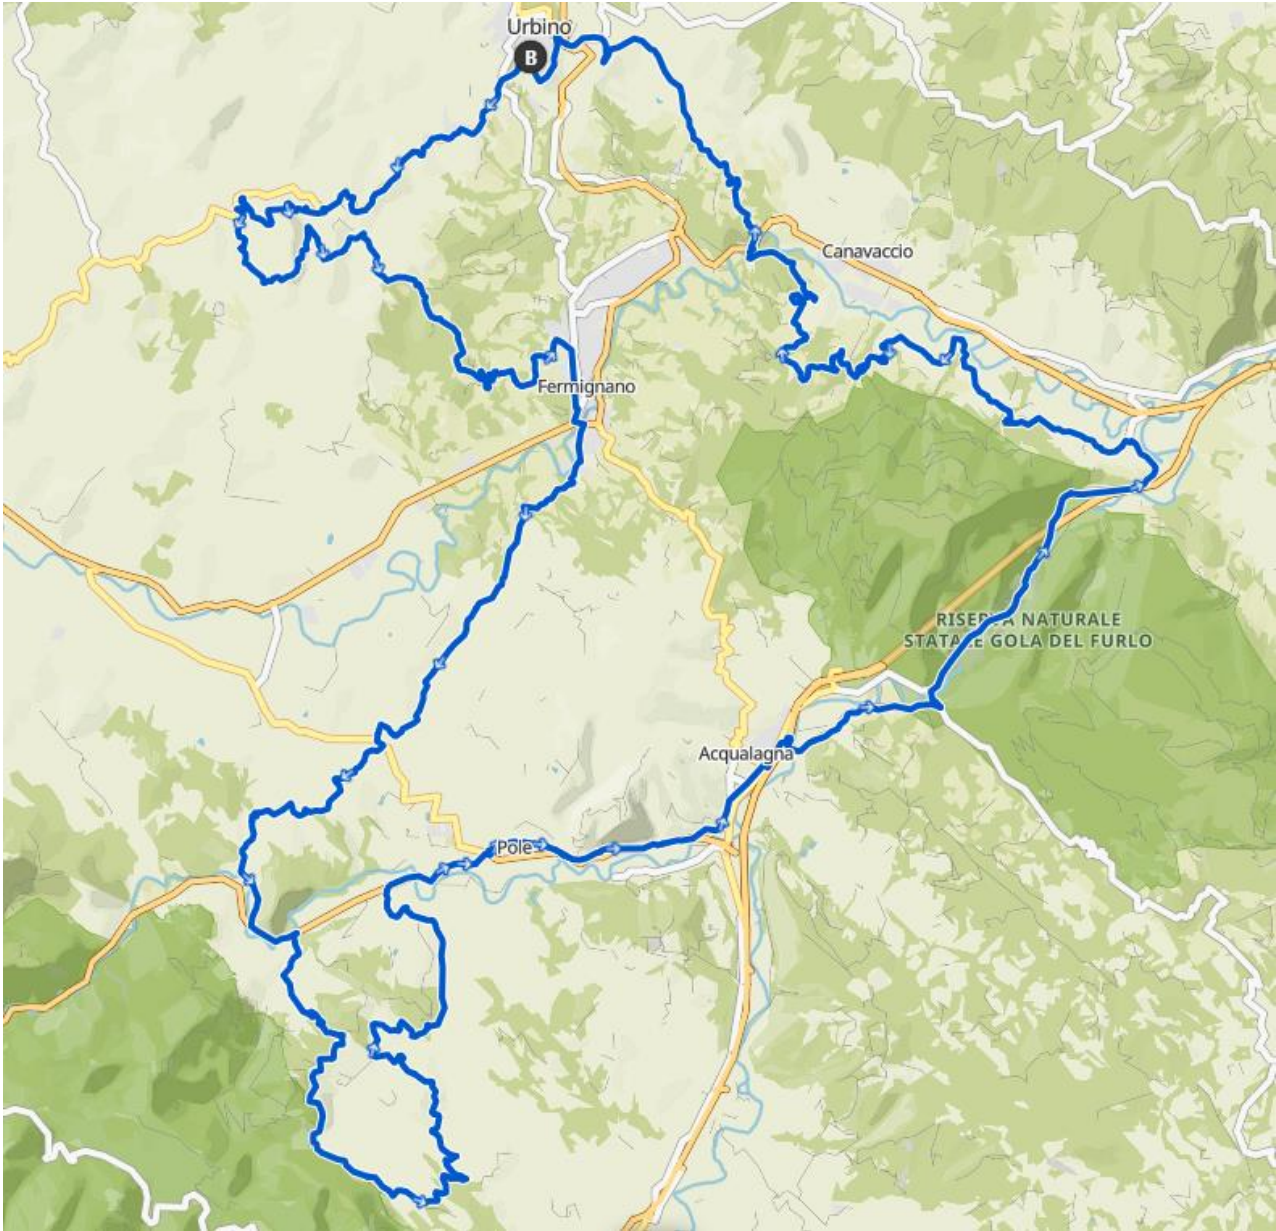 Urbino
B
Canavaccio
Fermignano
RISERVA NATURALE
STATALE GOLA DEL FURLO
Acqualagna
Pole